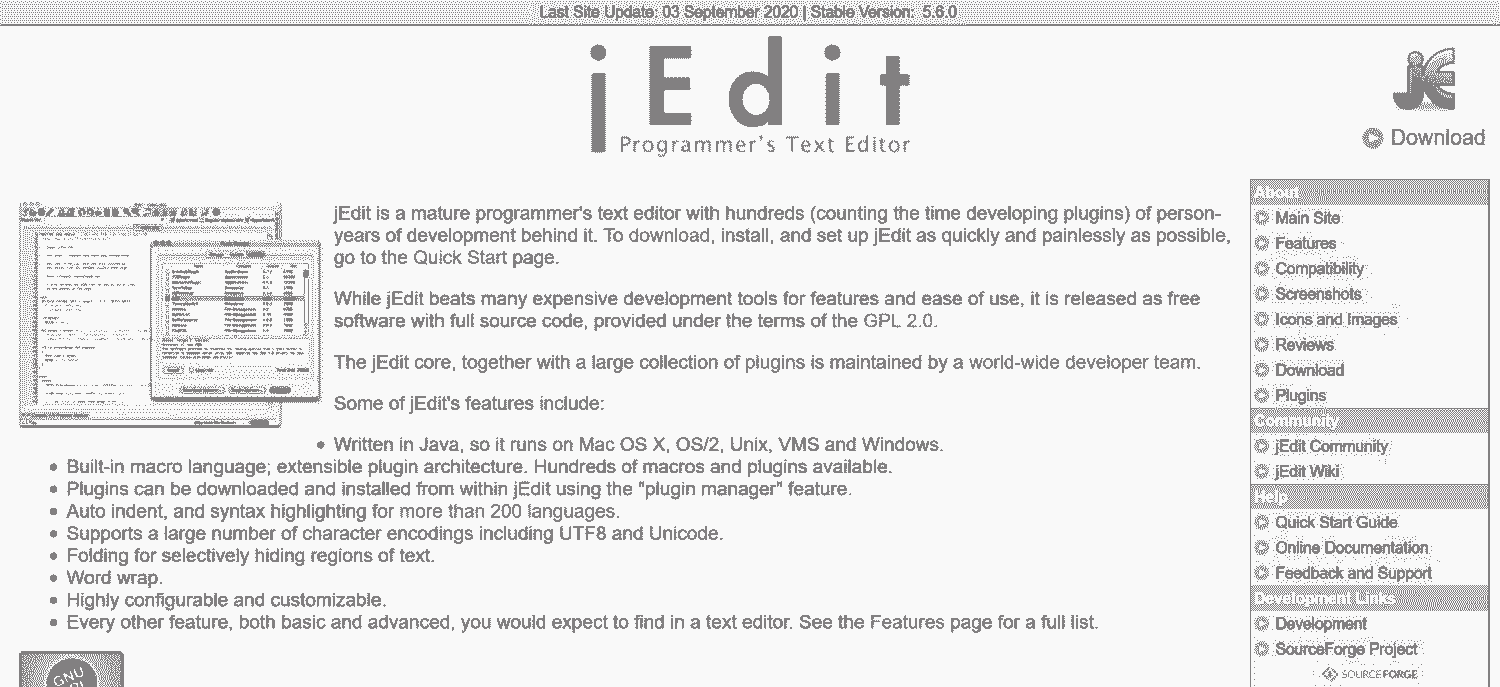 Last Site Update: 03 September 2020 | Stable Version: 5.6.0
jEdit
Programmer's Text Editor
Download
jEdit is a mature programmer's text editor with hundreds (counting the time developing plugins) of person-
years of development behind it. To download, install, and set up jEdit as quickly and painlessly as possible,
go to the Quick Start page.
While jEdit beats many expensive development tools for features and ease of use, it is released as free
software with full source code, provided under the terms of the GPL 2.0.
The jEdit core, together with a large collection of plugins is maintained by a world-wide developer team.
Some of jEdit's features include:
Written in Java, so it runs on Mac OS X, OS/2, Unix, VMS and Windows.
Built-in macro language; extensible plugin architecture. Hundreds of macros and plugins available.
Plugins can be downloaded and installed from within jEdit using the "plugin manager" feature.
Auto indent, and syntax highlighting for more than 200 languages.
Supports a large number of character encodings including UTF8 and Unicode.
Folding for selectively hiding regions of text.
Word wrap.
Highly configurable and customizable.
Every other feature, both basic and advanced, you would expect to find in a text editor. See the Features page for a full list.
GNU
About
Main Site
Features
Compatibility
Screenshots
Icons and Images
Reviews
Download
Plugins
Community
jEdit Community
jEdit Wiki
Help
Quick Start Guide
Online Documentation
Feedback and Support
Development Links
Development
SourceForge Project
SOURCEFORGE